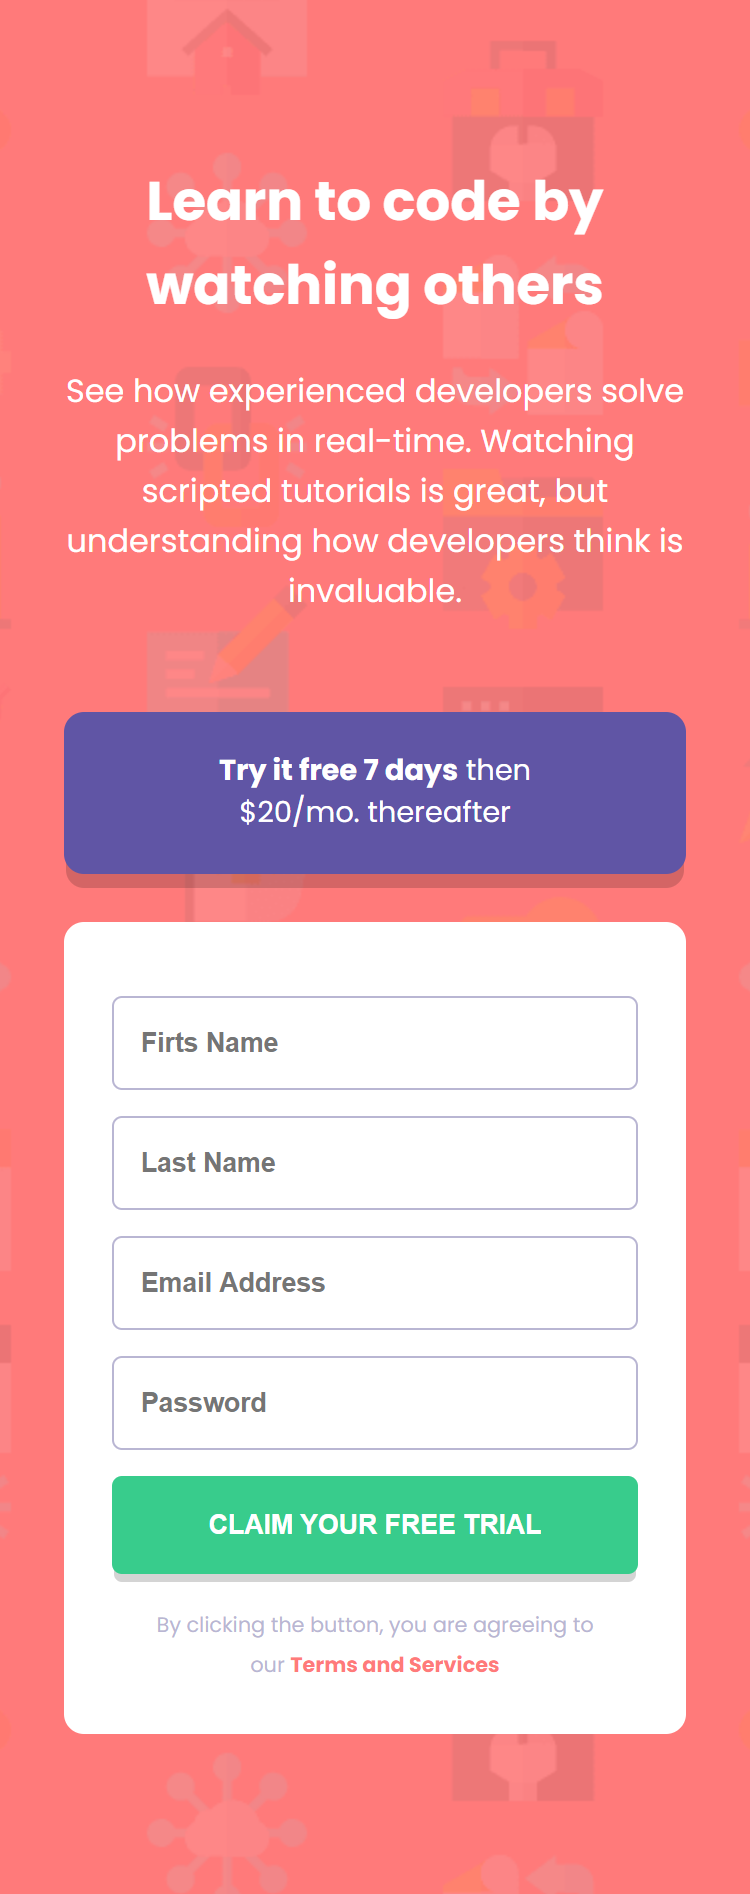 Learn to code by
watching others
See how experienced developers solve
problems in real-time. Watching
scripted tutorials is great, but
understanding how developers think is
invaluable.
Try it free 7 days then
$20/mo. thereafter
Firts Name
Last Name
Email Address
Password
CLAIM YOUR FREE TRIAL
By clicking the button, you are agreeing to
our Terms and Services